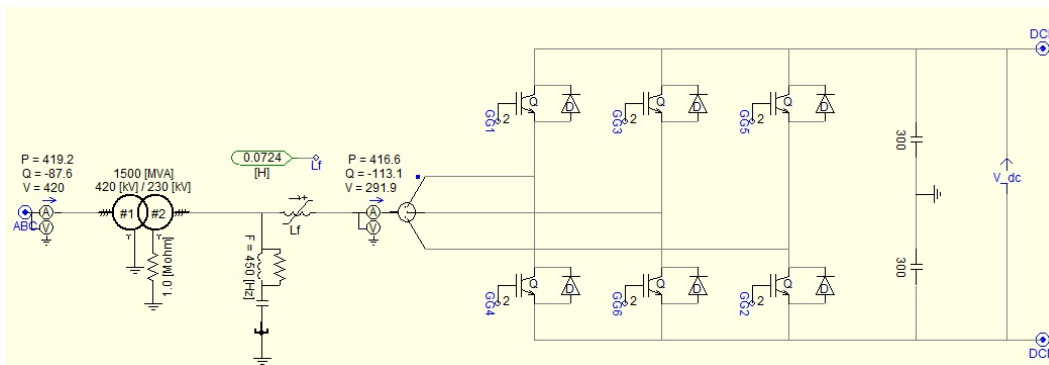 DC
P = 419.2
Q = -87.6
V = 420
1500 [MVA]
420 [kV] / 230 [kV]
0.0724
[H]
Lf
P = 416.6
Q = -113.1
V = 291.9
A
V
ABC
#1
#2
Lf
A
V
1.0 [Mohm]
F = 450 [Hz]
GG1
2
Q
D
GG3
2
Q
D
GG5
2
Q
D
300
V_dc
GG4
2
Q
D
GG6
2
Q
D
GG2
2
Q
D
300
DC